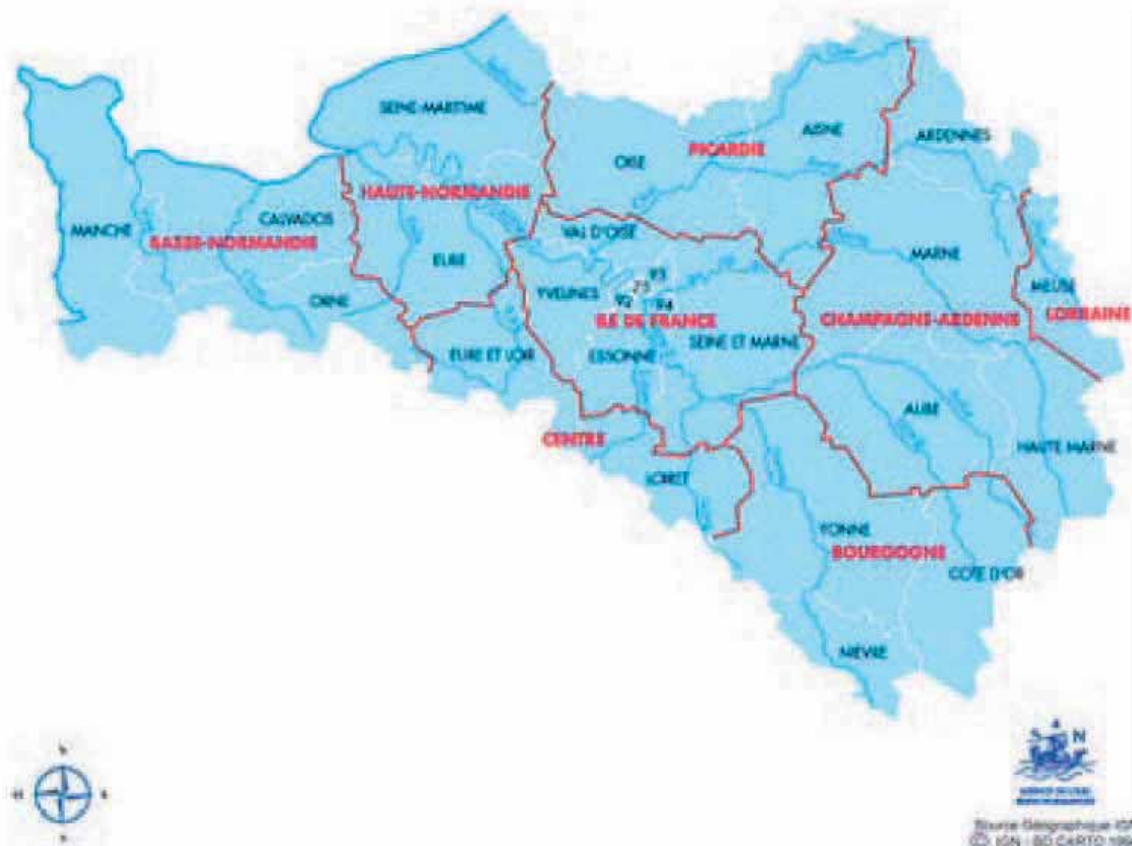 SEINE-MARITIME
AISNE
ARDENNES
PICARDIE
OISE
HAUTE-NORMANDIE
CALVADOS
MANCHE
BASSE-NORMANDIE
VAL D'OISE
MARNE
EURE
93
YVELINES
75
92
94
MEUSE
ORNE
ILE DE FRANCE
CHAMPAGNE-ARDENNE
LORRAINE
EURE ET LOIR
ESSONNE
SEINE ET MARNE
AUBE
CENTRE
HAUTE MARNE
LOIRET
YONNE
BOURGOGNE
COTE D'OR
NIEVRE
S A N
Source Géographique IGN